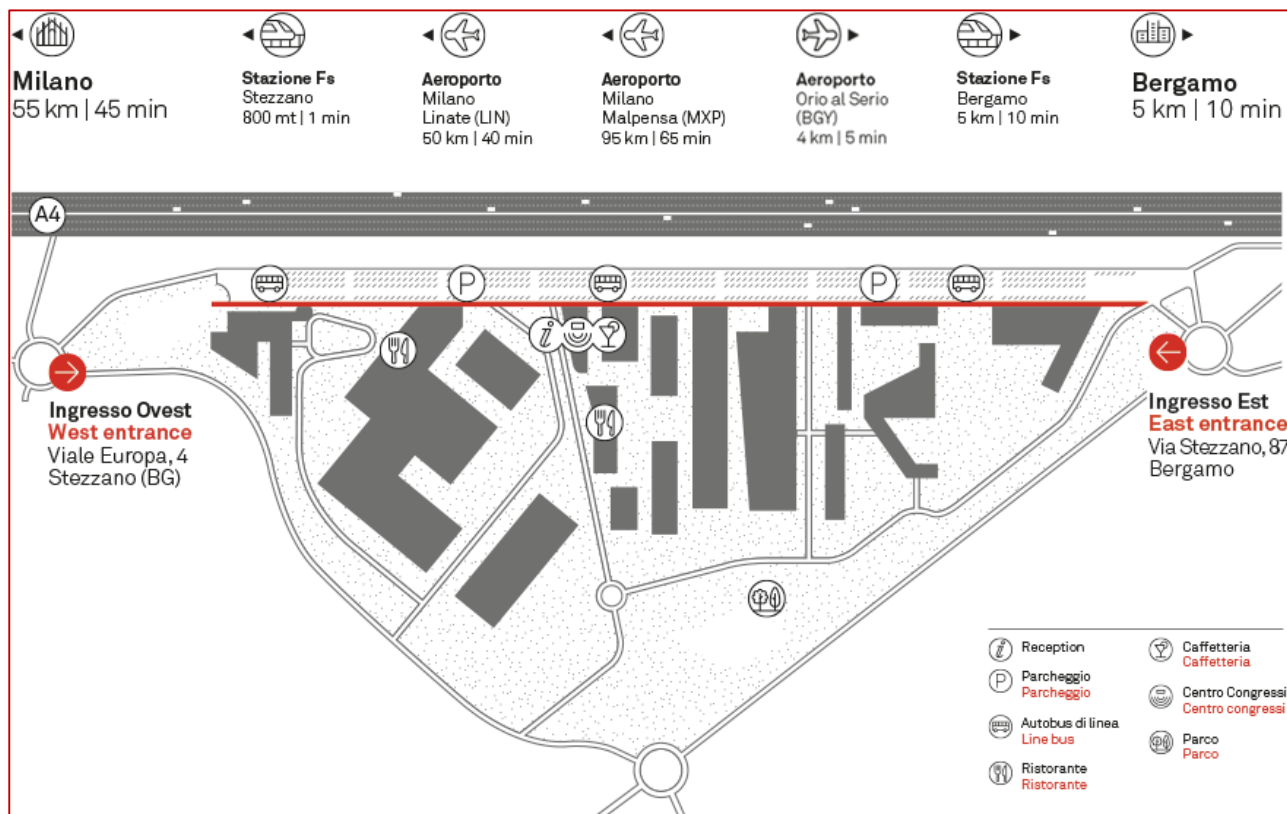 Milano
55 km | 45 min
Stazione Fs
Stezzano
800 mt | 1 min
Aeroporto
Milano
Linate (LIN)
50 km | 40 min
Aeroporto
Milano
Malpensa (MXP)
95 km | 65 min
Aeroporto
Orio al Serio
(BGY)
4 km | 5 min
Stazione Fs
Bergamo
5 km | 10 min
Bergamo
5 km | 10 min
A4
P
P
i
Ingresso Ovest
West entrance
Viale Europa, 4
Stezzano (BG)
Ingresso Est
East entrance
Via Stezzano, 87
Bergamo
i Reception
P Parcheggio
Parcheggio
Autobus di linea
Line bus
Ristorante
Ristorante
Caffetteria
Caffetteria
Centro Congressi
Centro congressi
Parco
Parco